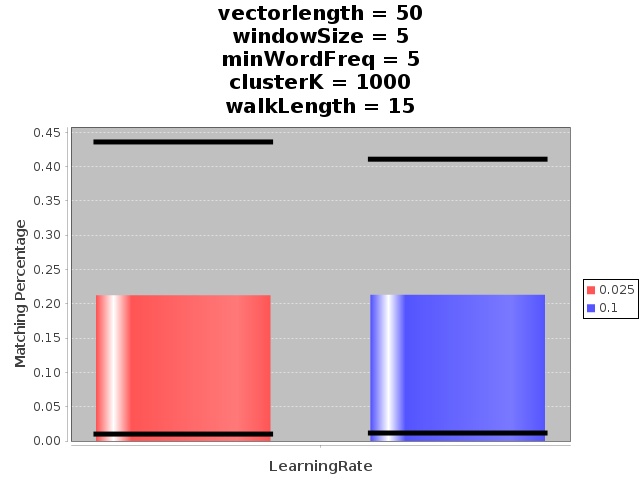 vectorlength = 50
windowSize = 5
minWordFreq = 5
clusterK = 1000
walkLength = 15
0.45
0.40
0.35
0.30
0.25
0.20
0.15
0.10
0.05
0.00
Matching Percentage
LearningRate
0.025
0.1